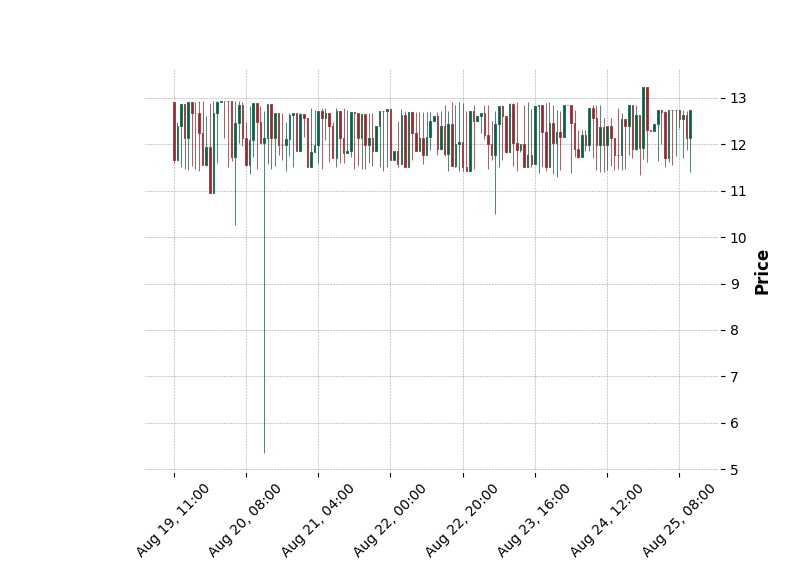 13
12
11
10
9
8
7
6
5
Price
Aug 19, 11:00
Aug 20, 08:00
Aug 21, 04:00
Aug 22, 00:00
Aug 22, 20:00
Aug 23, 16:00
Aug 24, 12:00
Aug 25, 08:00